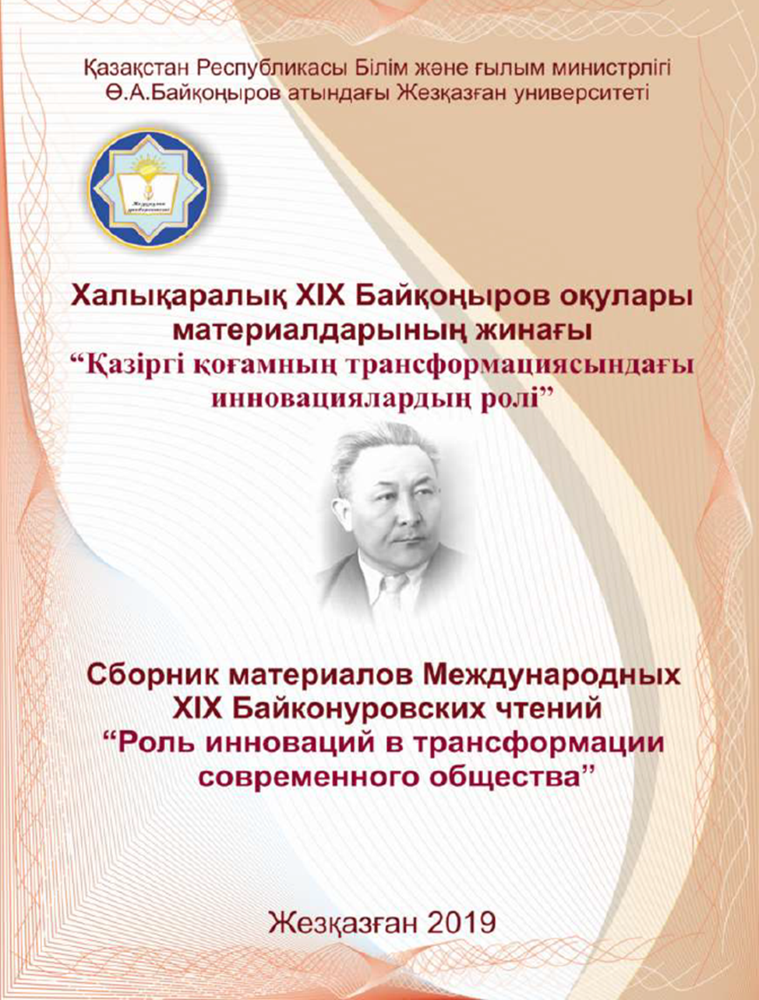 Қазақстан Республикасы Білім және ғылым министрлігі
Ө.А.Байқоңыров атындағы Жезқазған университеті
Халықаралық XIX Байқоңыров оқулары
материалдарының жинағы
“Қазіргі қоғамның трансформациясындағы
инновациялардың ролі”
Сборник материалов Международных
XIX Байконуровских чтений
“Роль инноваций в трансформации
современного общества”
Жезқазған 2019